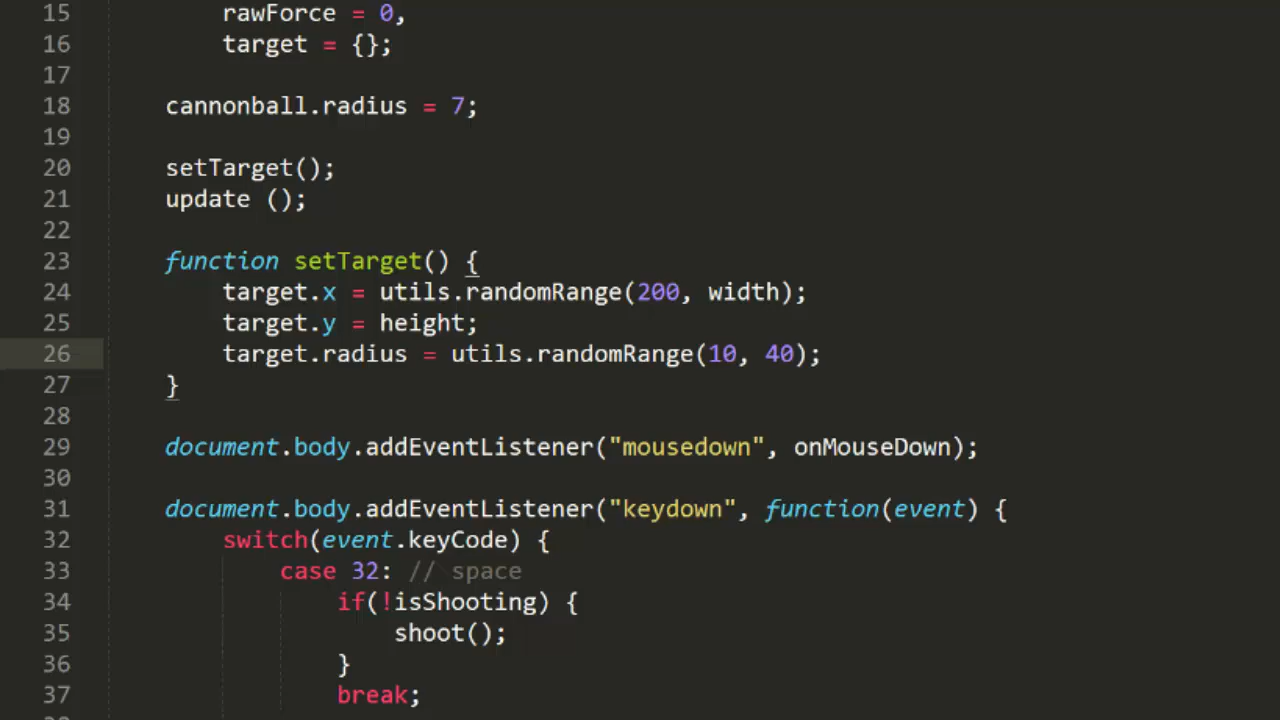 15 rawForce = 0,
16 target = {};
17
18 cannonball.radius = 7;
19
20 setTarget();
21 update ();
22
23 function setTarget() {
24 target.x = utils.randomRange(200, width);
25 target.y = height;
26 target.radius = utils.randomRange(10, 40);
27 }
28
29 document.body.addEventListener("mousedown", onMouseDown);
30
31 document.body.addEventListener("keydown", function(event) {
32 switch(event.keyCode) {
33 case 32: // space
34 if(!isShooting) {
35 shoot();
36 }
37 break;